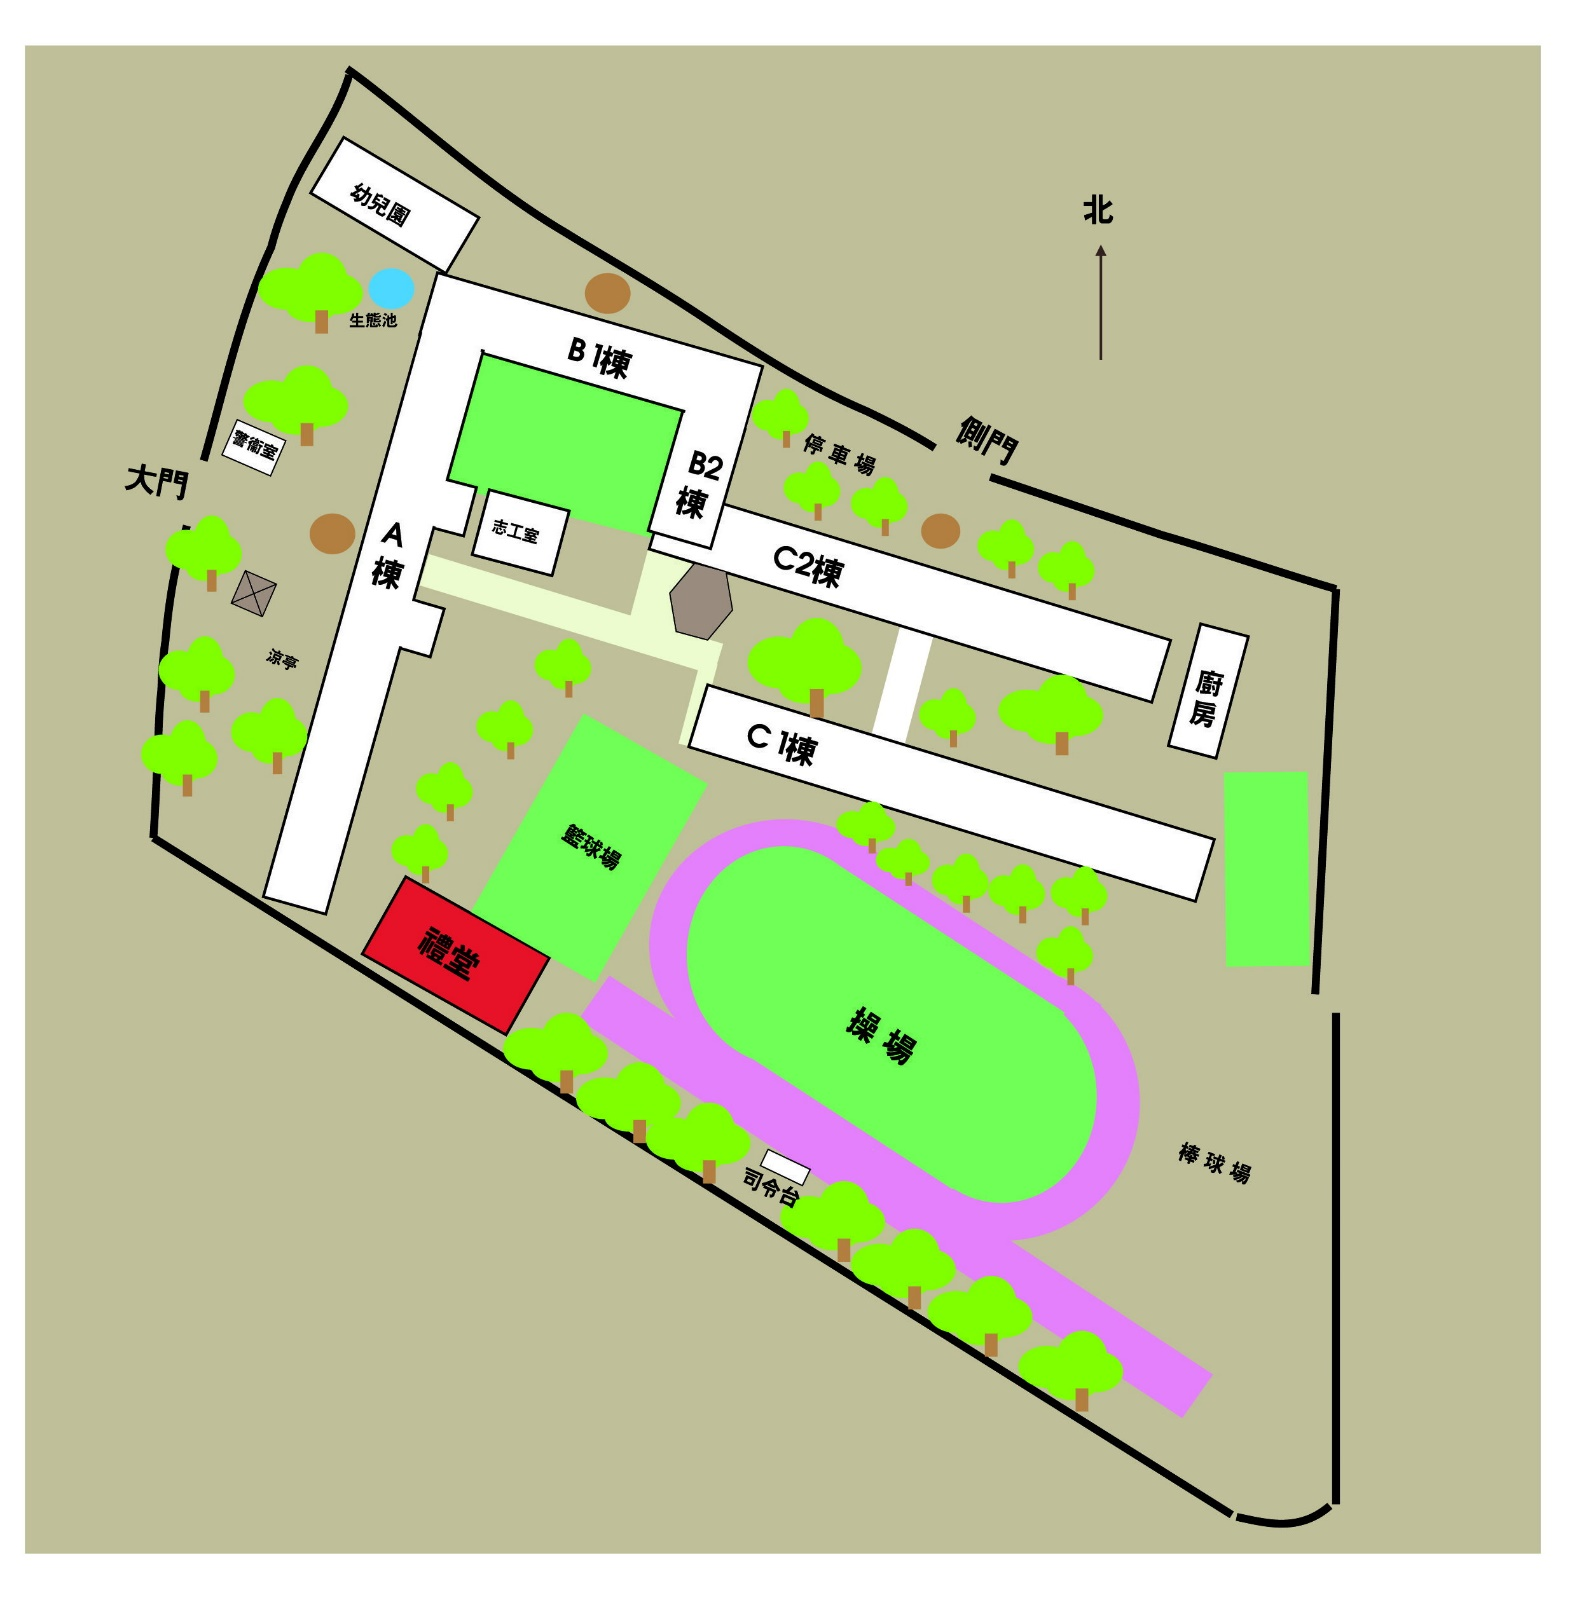 北
幼兒園
生態池
B1棟
側門
停車場
警衛室
大門
B2
棟
志工室
A
棟
C2棟
涼亭
廚
房
C1棟
籃球場
禮堂
操場
棒球場
司令台